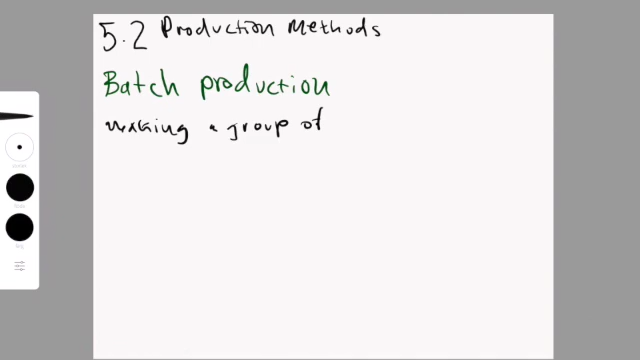 5.2 Production Methods
Batch production
making a group of